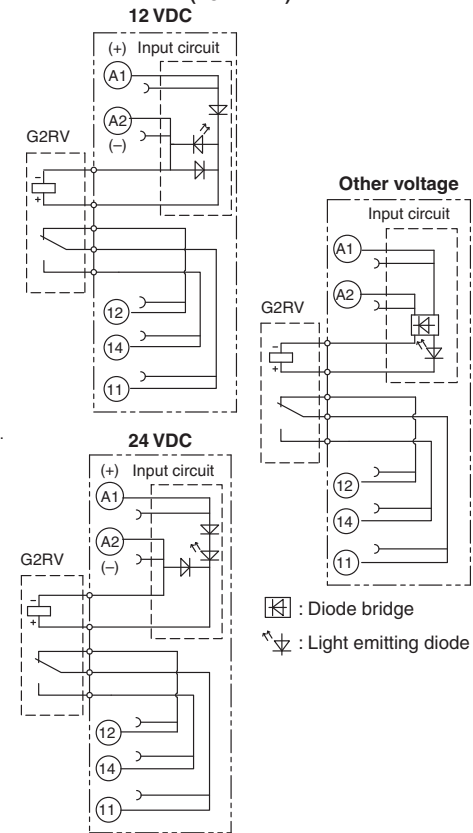 12 VDC
(+) Input circuit
A1
A2
(–)
G2RV
–
+
12
14
11
Other voltage
Input circuit
A1
A2
G2RV
–
+
12
14
11
24 VDC
(+) Input circuit
A1
A2
(–)
G2RV
–
+
12
14
11
: Diode bridge
: Light emitting diode